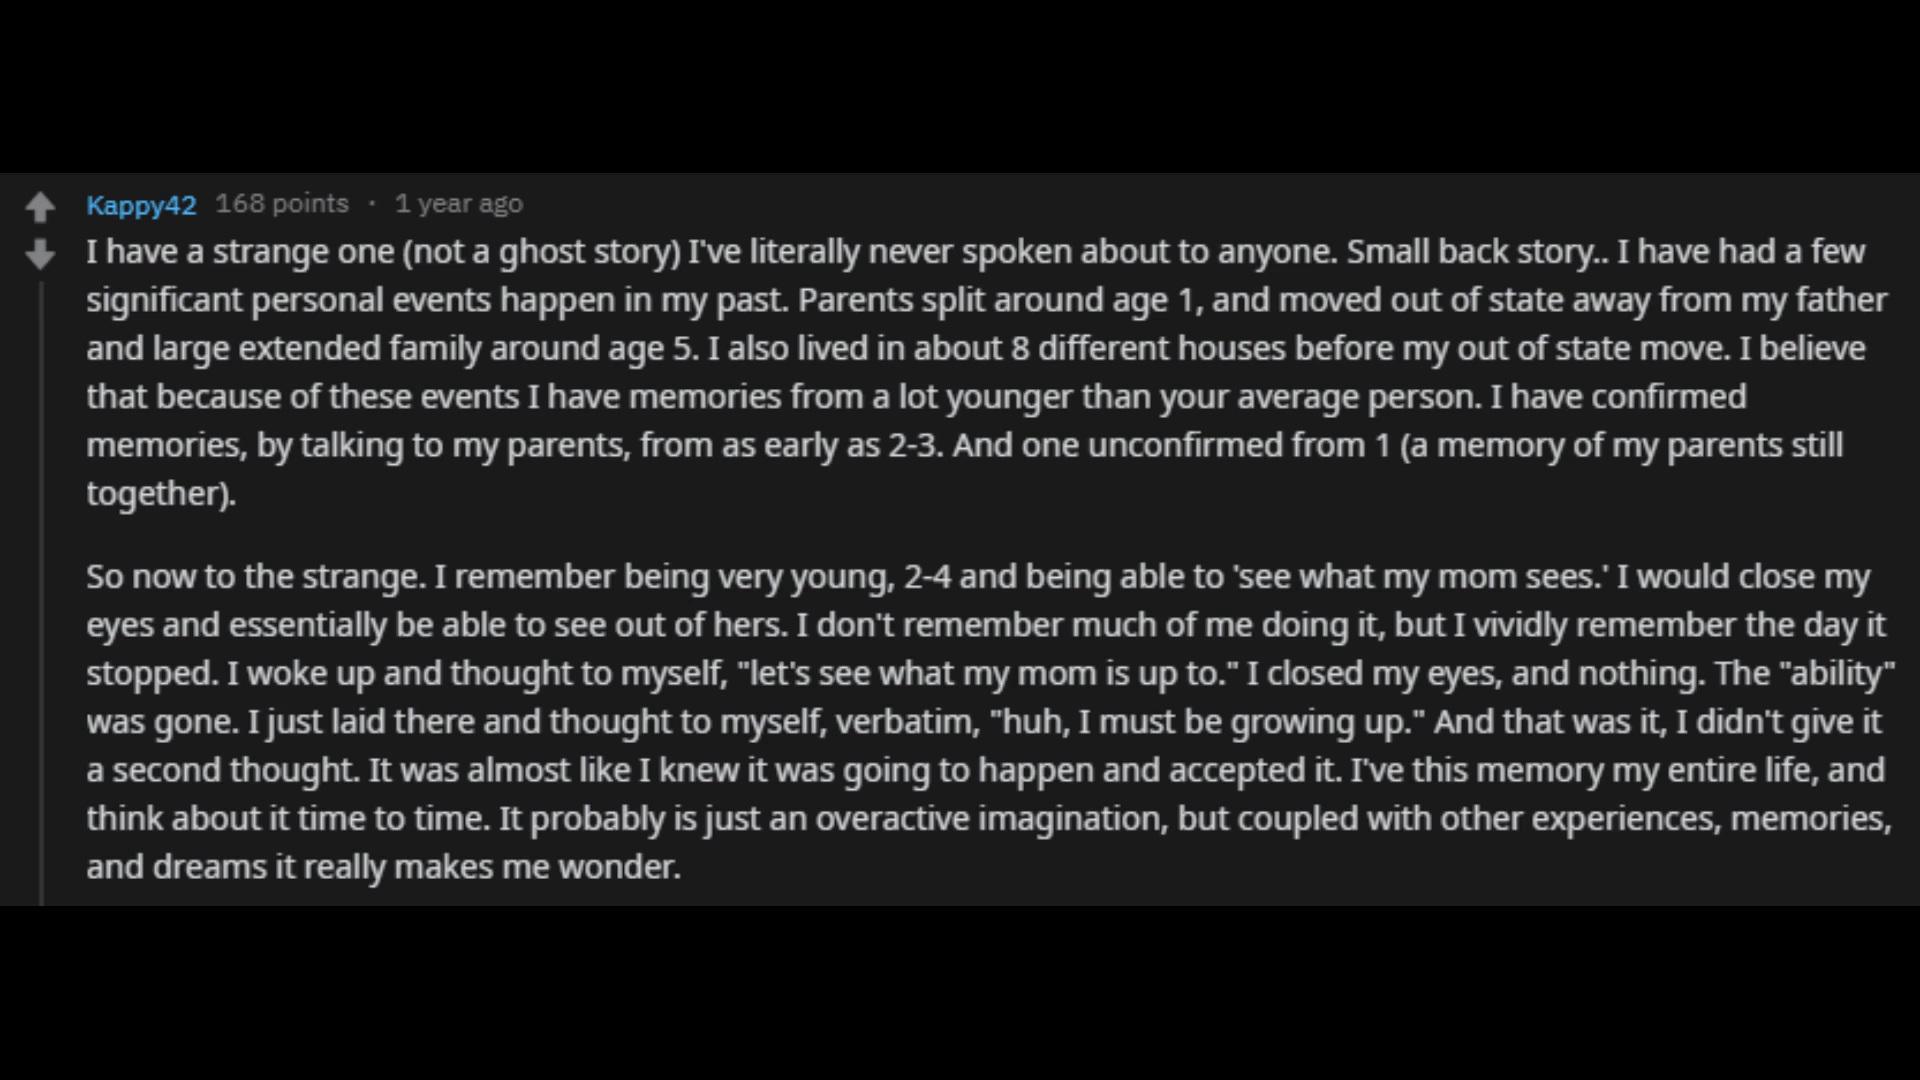 Kappy42 168 points · 1 year ago
I have a strange one (not a ghost story) I've literally never spoken about to anyone. Small back story.. I have had a few
significant personal events happen in my past. Parents split around age 1, and moved out of state away from my father
and large extended family around age 5. I also lived in about 8 different houses before my out of state move. I believe
that because of these events I have memories from a lot younger than your average person. I have confirmed
memories, by talking to my parents, from as early as 2-3. And one unconfirmed from 1 (a memory of my parents still
together).
So now to the strange. I remember being very young, 2-4 and being able to 'see what my mom sees.' I would close my
eyes and essentially be able to see out of hers. I don't remember much of me doing it, but I vividly remember the day it
stopped. I woke up and thought to myself, "let's see what my mom is up to." I closed my eyes, and nothing. The "ability"
was gone. I just laid there and thought to myself, verbatim, "huh, I must be growing up." And that was it, I didn't give it
a second thought. It was almost like I knew it was going to happen and accepted it. I've this memory my entire life, and
think about it time to time. It probably is just an overactive imagination, but coupled with other experiences, memories,
and dreams it really makes me wonder.